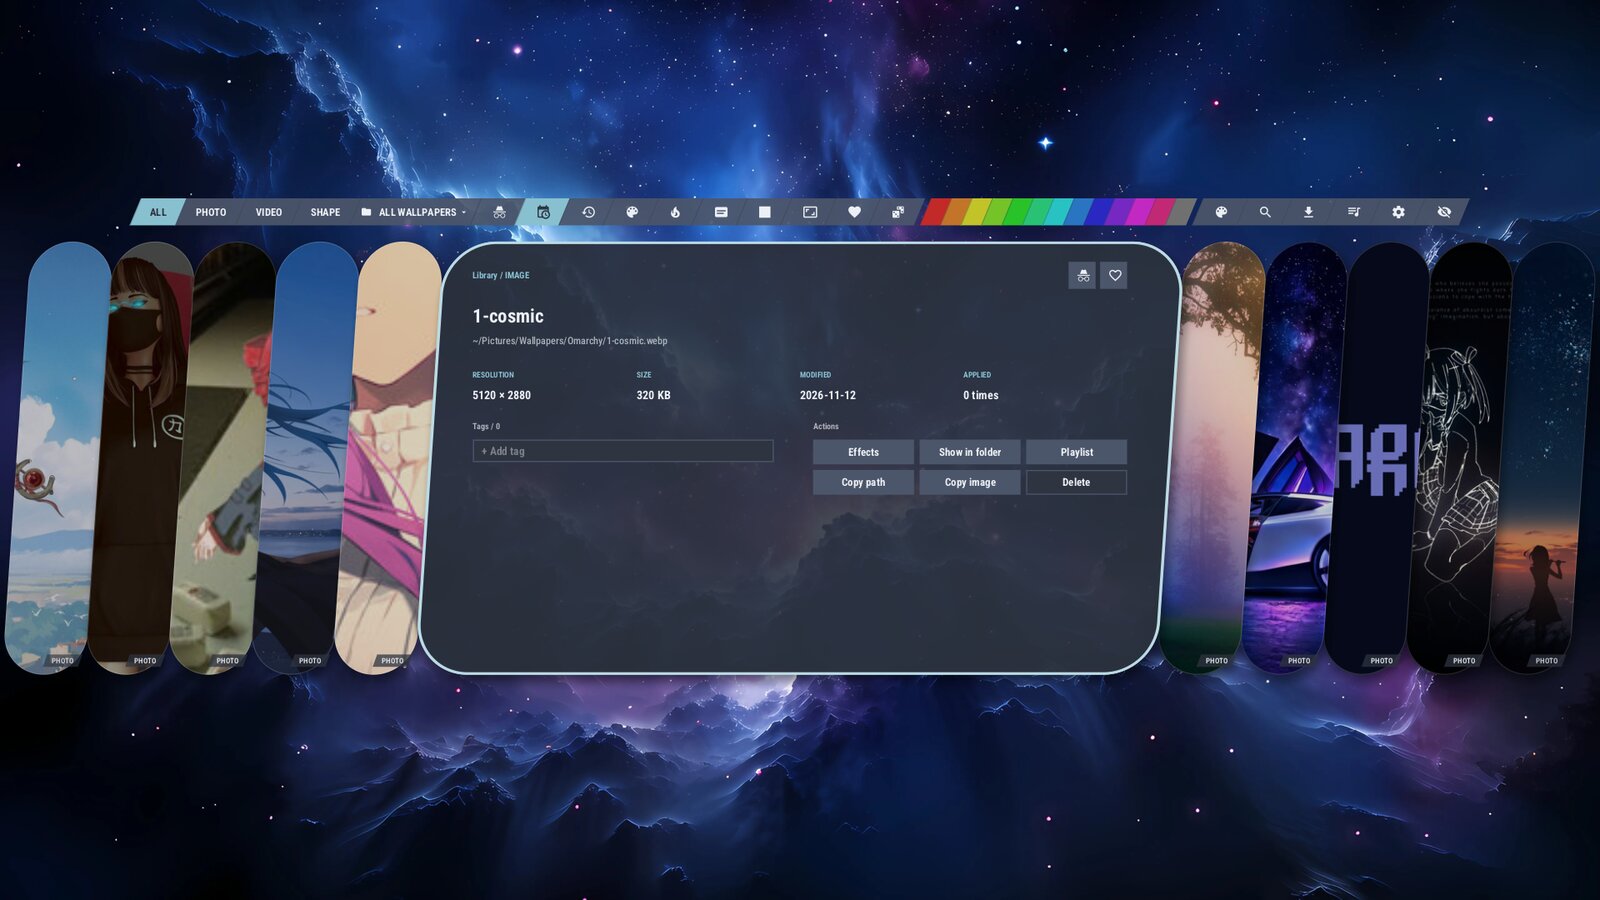 ALL PHOTO VIDEO SHAPE ALL WALLPAPERS
Library / IMAGE
1-cosmic
~/Pictures/Wallpapers/Omarchy/1-cosmic.webp
RESOLUTION SIZE MODIFIED APPLIED
5120 × 2880 320 KB 2026-11-12 0 times
Tags / 0 Actions
+ Add tag Effects Show in folder Playlist
Copy path Copy image Delete
PHOTO PHOTO PHOTO PHOTO PHOTO PHOTO PHOTO PHOTO PHOTO PHOTO